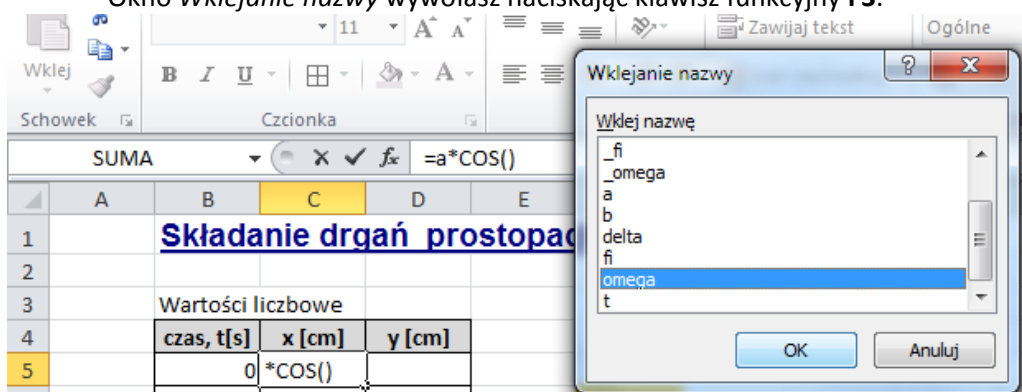 Okno Wklejanie nazwy wywołasz naciskając klawisz funkcyjny F3.
11 A A Zawijaj tekst Ogólne
Wklej B I U A
Schowek Czcionka
SUMA fx =a*COS()
A B C D E
1 Składanie drgań prostopad
2
3 Wartości liczbowe
4 czas, t[s] x [cm] y [cm]
5 0 *COS()
Wklejanie nazwy
Wklej nazwę
_fi
_omega
a
b
delta
fi
omega
t
OK Anuluj